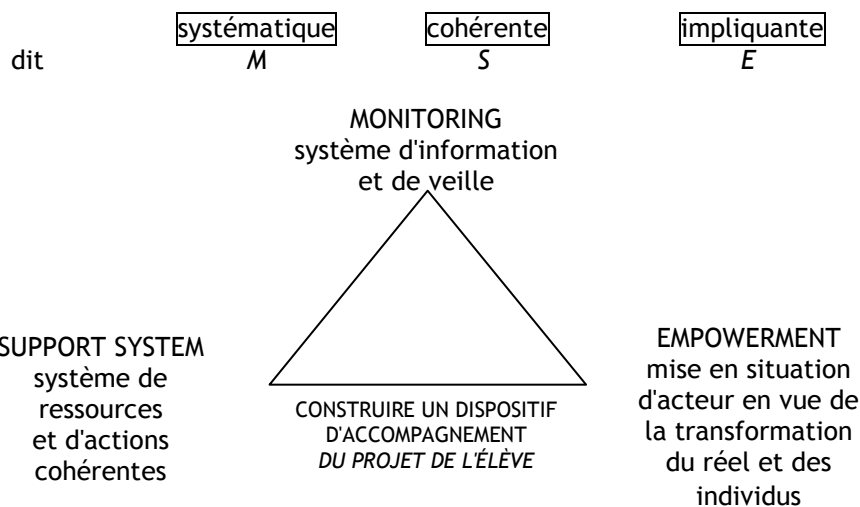 systématique cohérente impliquante
dit M S E
MONITORING
système d'information
et de veille
SUPPORT SYSTEM
système de
ressources
et d'actions
cohérentes
CONSTRUIRE UN DISPOSITIF
D'ACCOMPAGNEMENT
DU PROJET DE L'ÉLÈVE
EMPOWERMENT
mise en situation
d'acteur en vue de
la transformation
du réel et des
individus